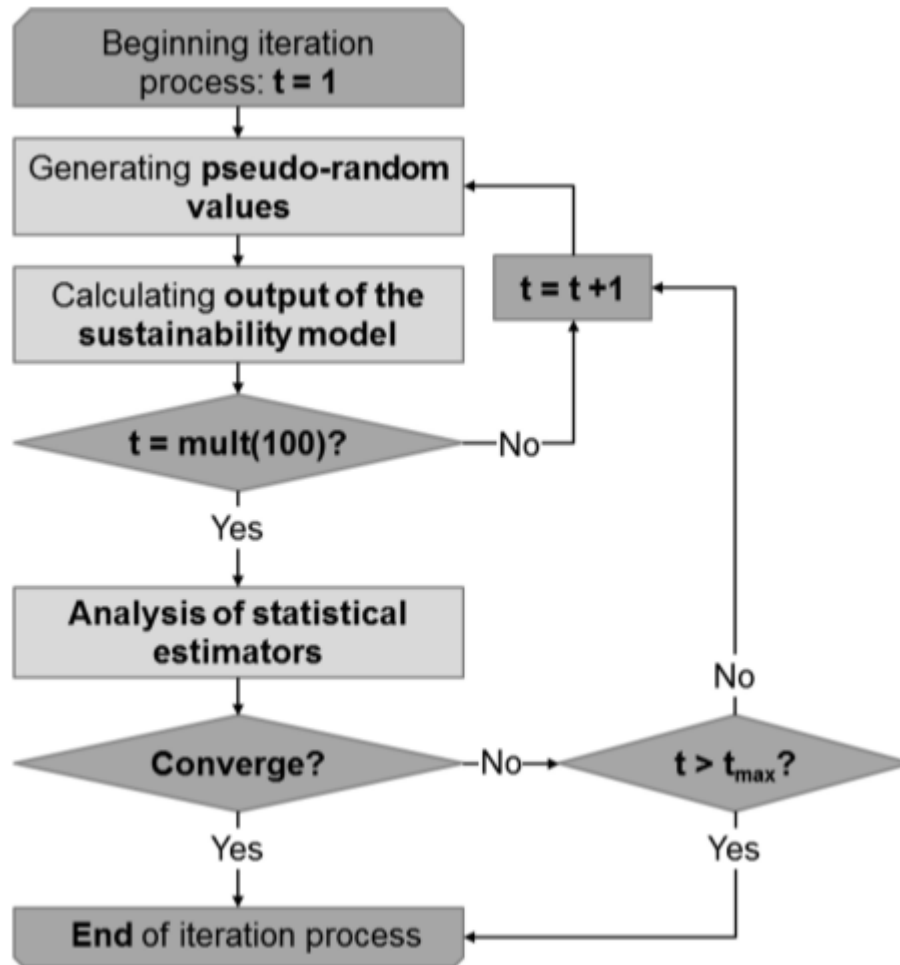 Beginning iteration
process: t = 1
Generating pseudo-random
values
Calculating output of the
sustainability model
t = t +1
t = mult(100)?
No
Yes
Analysis of statistical
estimators
No
Converge?
No
t > tmax?
Yes
Yes
End of iteration process